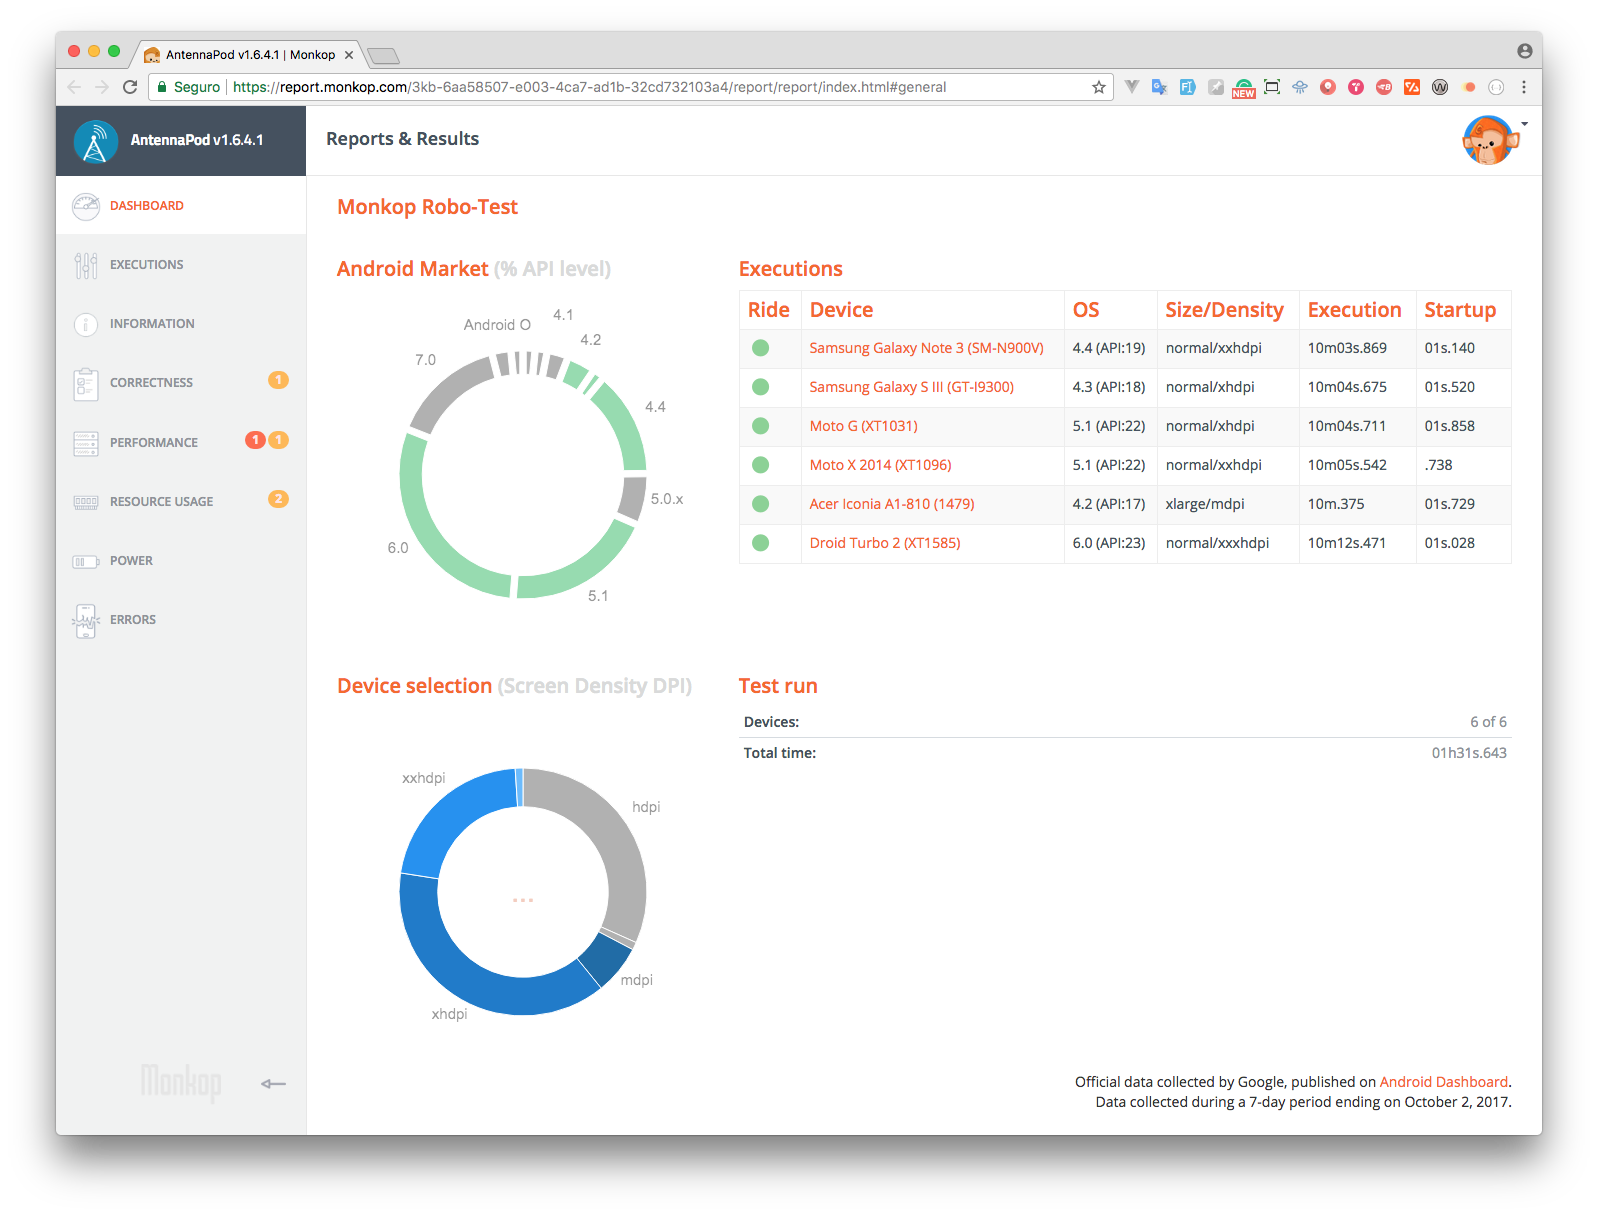 AntennaPod v1.6.4.1 | Monkop
Seguro https://report.monkop.com/3kb-6aa58507-e003-4ca7-ad1b-32cd732103a4/report/report/index.html#general
NEW
AntennaPod v1.6.4.1
Reports & Results
DASHBOARD
EXECUTIONS
INFORMATION
CORRECTNESS 1
PERFORMANCE 1 1
RESOURCE USAGE 2
POWER
ERRORS
Monkop
Monkop Robo-Test
Android Market (% API level)
Android O
4.1
4.2
7.0
4.4
5.0.x
6.0
5.1
Executions
Ride Device OS Size/Density Execution Startup
Samsung Galaxy Note 3 (SM-N900V) 4.4 (API:19) normal/xxhdpi 10m03s.869 01s.140
Samsung Galaxy S III (GT-I9300) 4.3 (API:18) normal/xhdpi 10m04s.675 01s.520
Moto G (XT1031) 5.1 (API:22) normal/xhdpi 10m04s.711 01s.858
Moto X 2014 (XT1096) 5.1 (API:22) normal/xxhdpi 10m05s.542 .738
Acer Iconia A1-810 (1479) 4.2 (API:17) xlarge/mdpi 10m.375 01s.729
Droid Turbo 2 (XT1585) 6.0 (API:23) normal/xxxhdpi 10m12s.471 01s.028
Device selection (Screen Density DPI)
xxhdpi
hdpi
...
mdpi
xhdpi
Test run
Devices: 6 of 6
Total time: 01h31s.643
Official data collected by Google, published on Android Dashboard.
Data collected during a 7-day period ending on October 2, 2017.